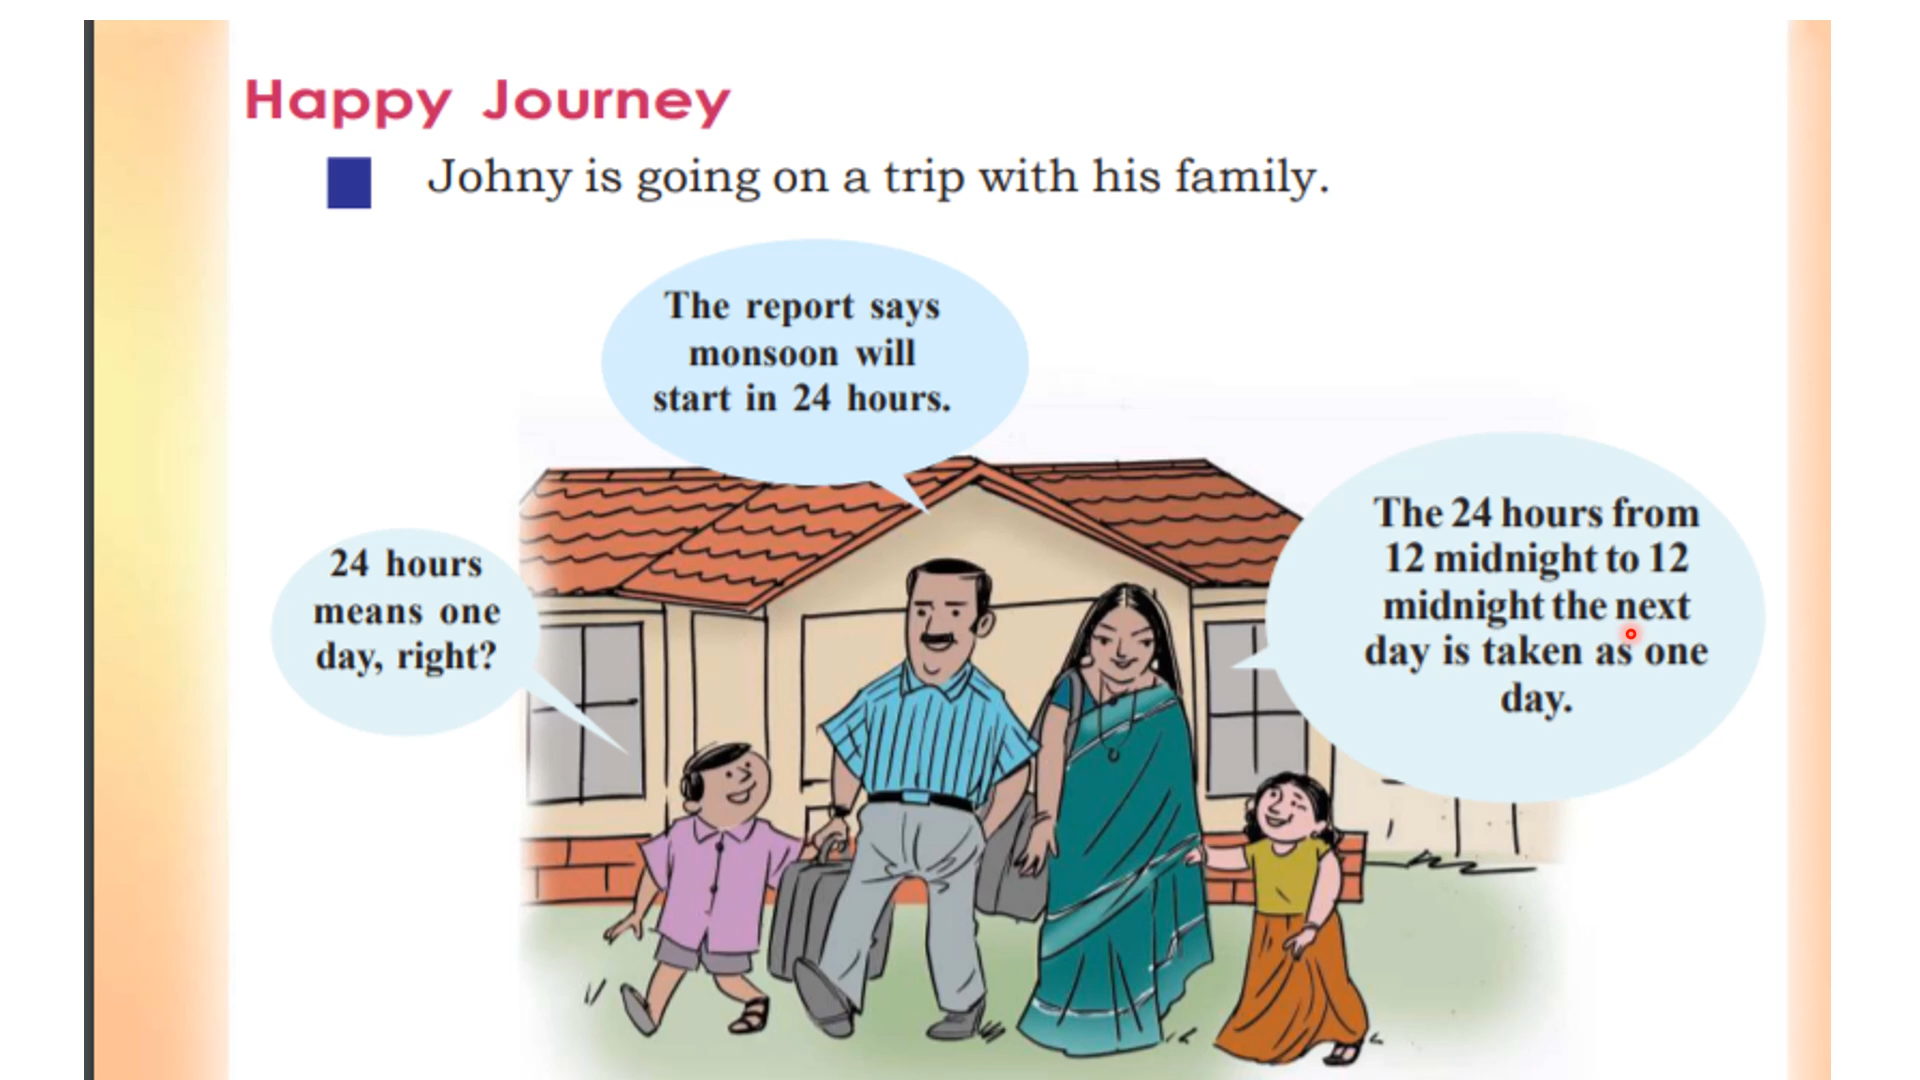 Happy Journey
Johny is going on a trip with his family.
The report says
monsoon will
start in 24 hours.
24 hours
means one
day, right?
The 24 hours from
12 midnight to 12
midnight the next
day is taken as one
day.